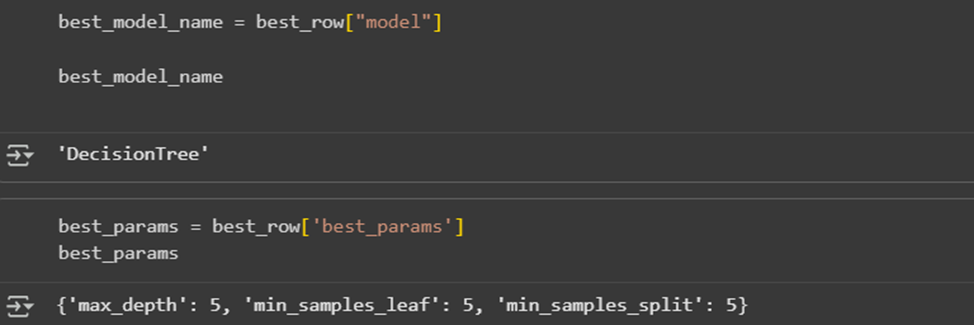 best_model_name = best_row["model"]
best_model_name
'DecisionTree'
best_params = best_row['best_params']
best_params
{'max_depth': 5, 'min_samples_leaf': 5, 'min_samples_split': 5}